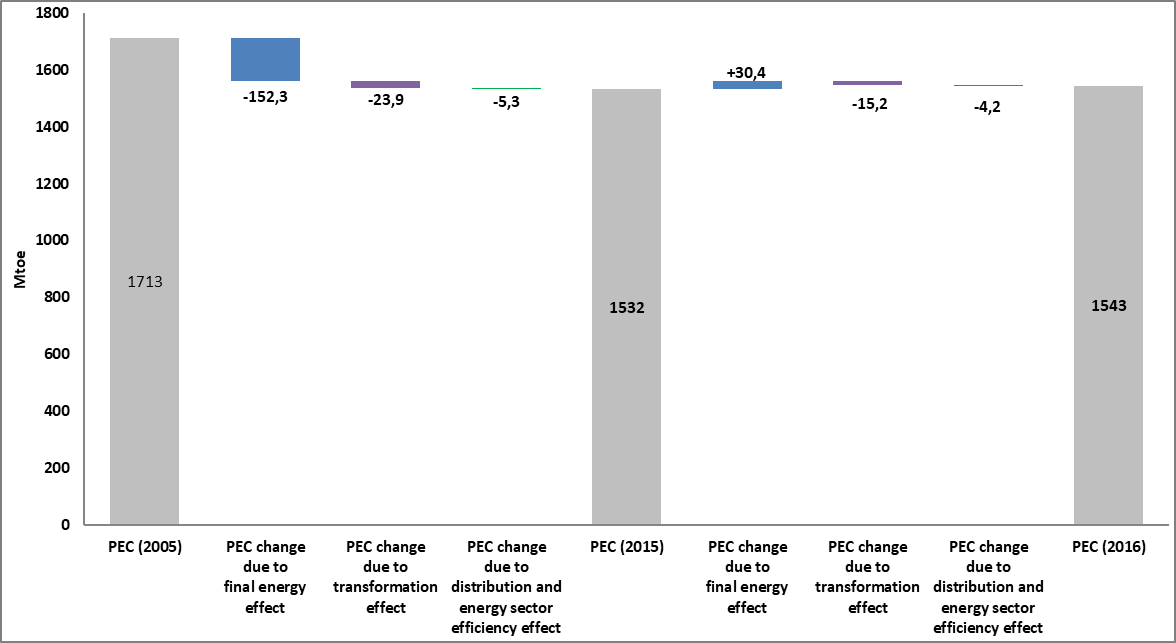 1800
1600
1400
1200
1000
800
600
400
200
0
Mtoe
1713
-152,3
-23,9
-5,3
1532
+30,4
-15,2
-4,2
1543
PEC (2005)
PEC change
due to
final energy
effect
PEC change
due to
transformation
effect
PEC change
due to
distribution and
energy sector
efficiency effect
PEC (2015)
PEC change
due to
final energy
effect
PEC change
due to
transformation
effect
PEC change
due to
distribution and
energy sector
efficiency effect
PEC (2016)